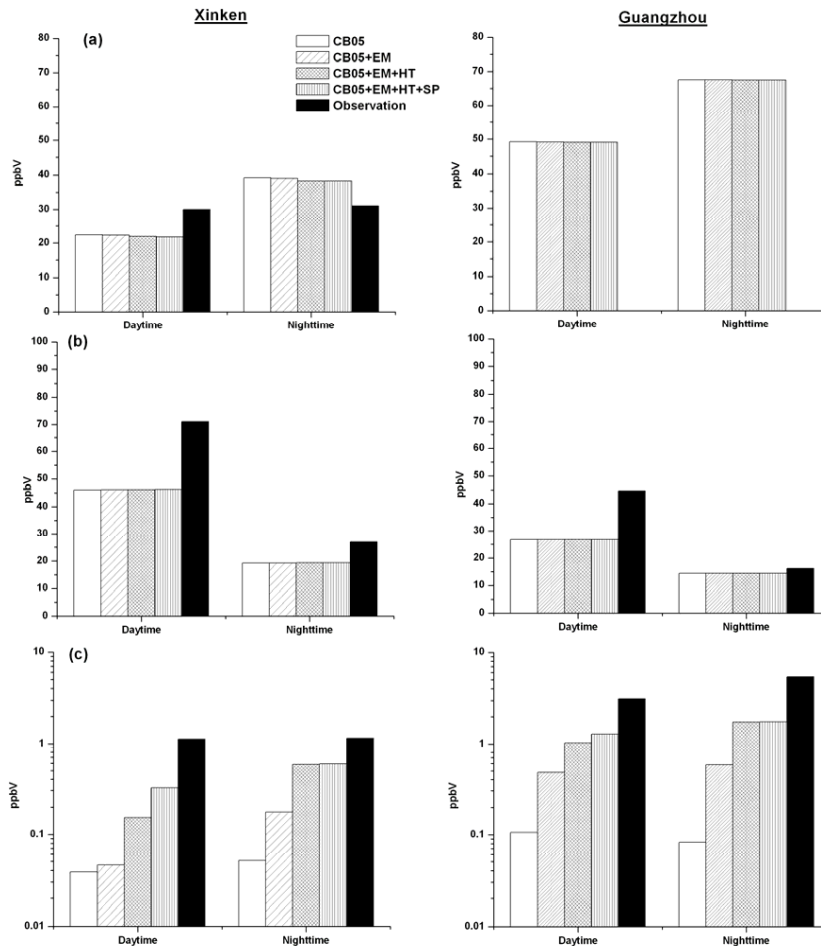 Xinken
Guangzhou
(a)
CB05
CB05+EM
CB05+EM+HT
CB05+EM+HT+SP
Observation
80
70
60
50
40
30
20
10
0
ppbV
Daytime
Nighttime
80
70
60
50
40
30
20
10
0
ppbV
Daytime
Nighttime
(b)
100
90
80
70
60
50
40
30
20
10
0
ppbV
Daytime
Nighttime
100
90
80
70
60
50
40
30
20
10
0
ppbV
Daytime
Nighttime
(c)
10
1
0.1
0.01
ppbV
Daytime
Nighttime
10
1
0.1
0.01
ppbV
Daytime
Nighttime